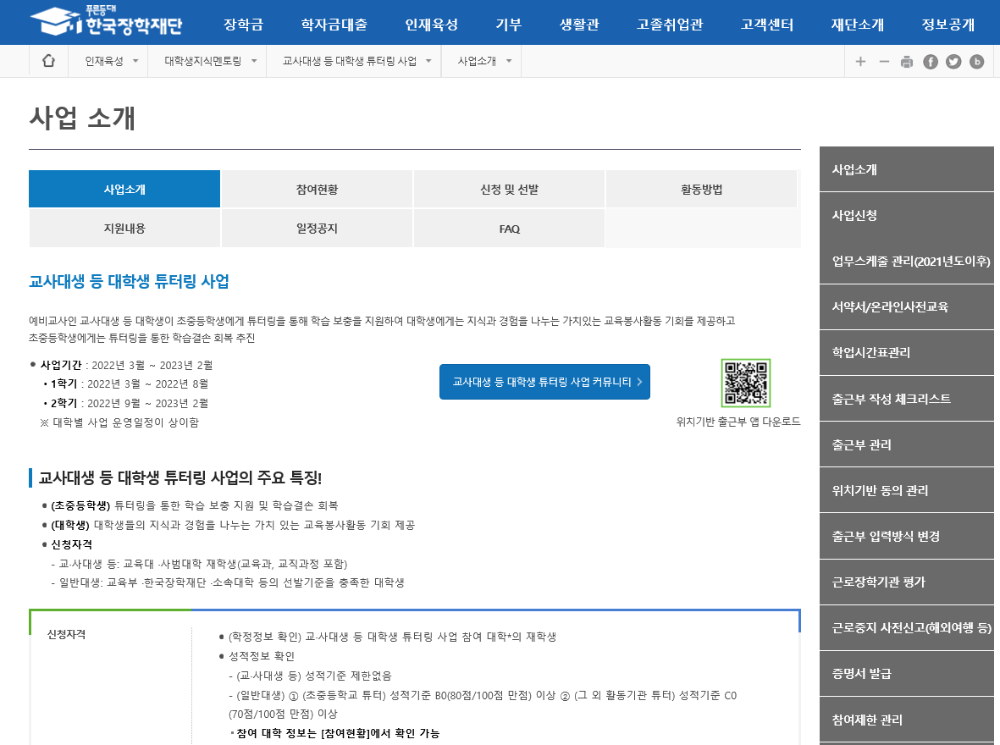 푸른등대
한국장학재단
장학금 학자금대출 인재육성 기부 생활관 고졸취업관 고객센터 재단소개 정보공개
인재육성 대학생지식멘토링 교사대생 등 대학생 튜터링 사업 사업소개
사업 소개
사업소개 참여현황 신청 및 선발 활동방법
지원내용 일정공지 FAQ
교사대생 등 대학생 튜터링 사업
예비교사인 교·사대생 등 대학생이 초중등학생에게 튜터링을 통해 학습 보충을 지원하여 대학생에게는 지식과 경험을 나누는 가치있는 교육봉사활동 기회를 제공하고
초중등학생에게는 튜터링을 통한 학습결손 회복 추진
● 사업기간 : 2022년 3월 ~ 2023년 2월
• 1학기 : 2022년 3월 ~ 2022년 8월
• 2학기 : 2022년 9월 ~ 2023년 2월
※ 대학별 사업 운영일정이 상이함
교사대생 등 대학생 튜터링 사업 커뮤니티 >
위치기반 출근부 앱 다운로드
교사대생 등 대학생 튜터링 사업의 주요 특징!
● (초중등학생) 튜터링을 통한 학습 보충 지원 및 학습결손 회복
● (대학생) 대학생들의 지식과 경험을 나누는 가치 있는 교육봉사활동 기회 제공
● 신청자격
- 교·사대생 등: 교육대 ·사범대학 재학생(교육과, 교직과정 포함)
- 일반대생: 교육부 ·한국장학재단 ·소속대학 등의 선발기준을 충족한 대학생
신청자격
● (학정정보 확인) 교·사대생 등 대학생 튜터링 사업 참여 대학*의 재학생
● 성적정보 확인
- (교·사대생 등) 성적기준 제한없음
- (일반대생) ① (초중등학교 튜터) 성적기준 B0(80점/100점 만점) 이상 ② (그 외 활동기관 튜터) 성적기준 C0
(70점/100점 만점) 이상
* 참여 대학 정보는 [참여현황]에서 확인 가능
사업소개
사업신청
업무스케줄 관리(2021년도이후)
서약서/온라인사전교육
학업시간표관리
출근부 작성 체크리스트
출근부 관리
위치기반 동의 관리
출근부 입력방식 변경
근로장학기관 평가
근로중지 사전신고(해외여행 등)
증명서 발급
참여제한 관리